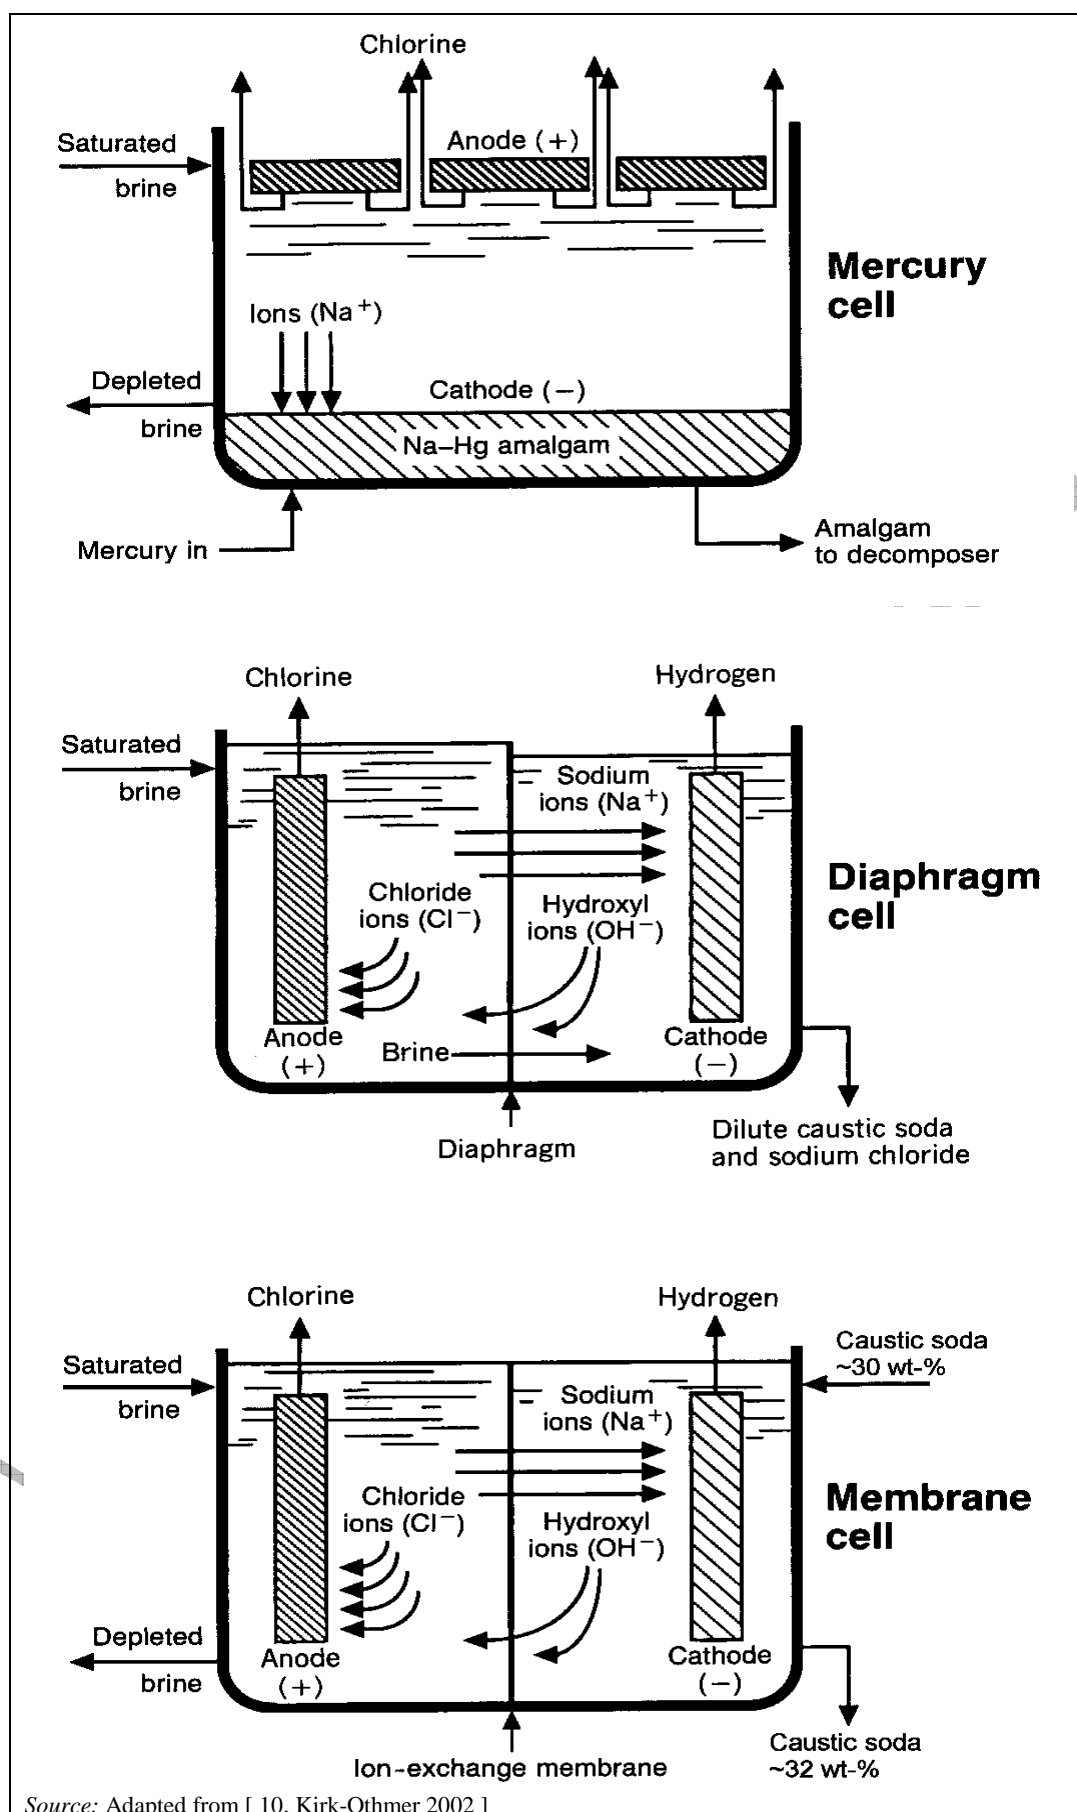 Chlorine
Saturated
brine
Anode (+)
Mercury
cell
Ions (Na+)
Depleted
brine
Cathode (−)
Na–Hg amalgam
Mercury in
Amalgam
to decomposer
Chlorine
Hydrogen
Saturated
brine
Sodium
ions (Na+)
Diaphragm
cell
Chloride
ions (Cl−)
Hydroxyl
ions (OH−)
Anode
(+)
Brine
Cathode
(−)
Diaphragm
Dilute caustic soda
and sodium chloride
Chlorine
Hydrogen
Saturated
brine
Caustic soda
~30 wt-%
Sodium
ions (Na+)
Membrane
cell
Chloride
ions (Cl−)
Hydroxyl
ions (OH−)
Depleted
brine
Anode
(+)
Cathode
(−)
Ion-exchange membrane
Caustic soda
~32 wt-%
Source: Adapted from [ 10, Kirk-Othmer 2002 ]